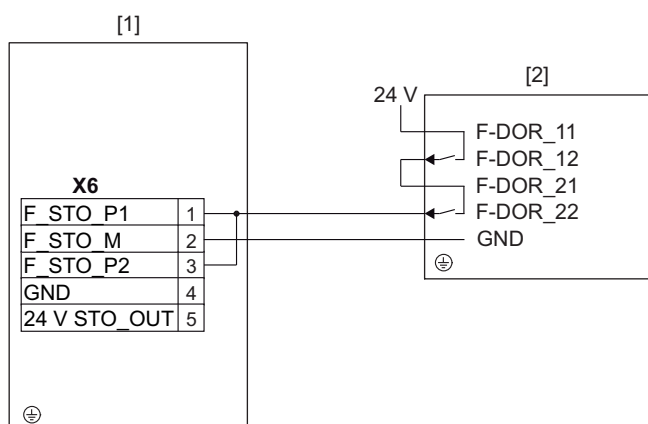 [1]
[2]
24 V
F-DOR_11
F-DOR_12
F-DOR_21
F-DOR_22
GND
X6
F_STO_P1 1
F_STO_M 2
F_STO_P2 3
GND 4
24 V STO_OUT 5